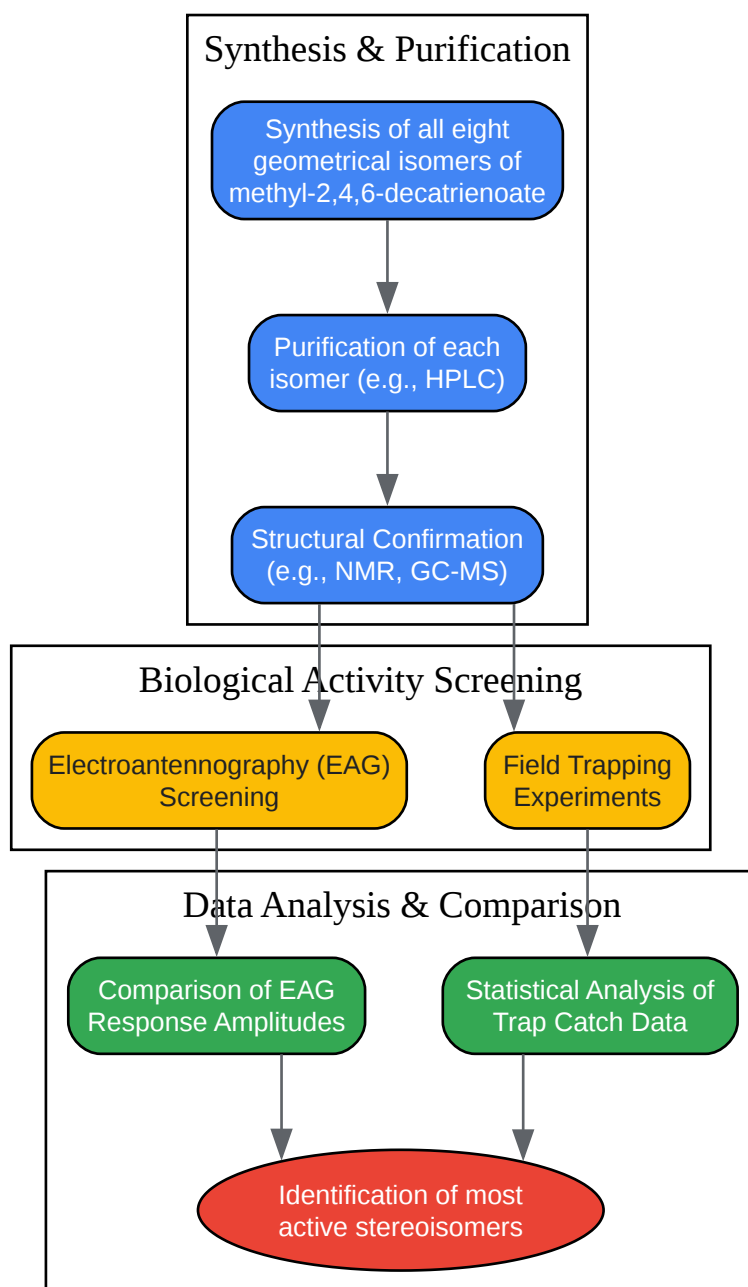 Synthesis & Purification
Synthesis of all eight
geometrical isomers of
methyl-2,4,6-decatrienoate
Purification of each
isomer (e.g., HPLC)
Structural Confirmation
(e.g., NMR, GC-MS)
Biological Activity Screening
Electroantennography (EAG)
Screening
Field Trapping
Experiments
Data Analysis & Comparison
Comparison of EAG
Response Amplitudes
Statistical Analysis of
Trap Catch Data
Identification of most
active stereoisomers